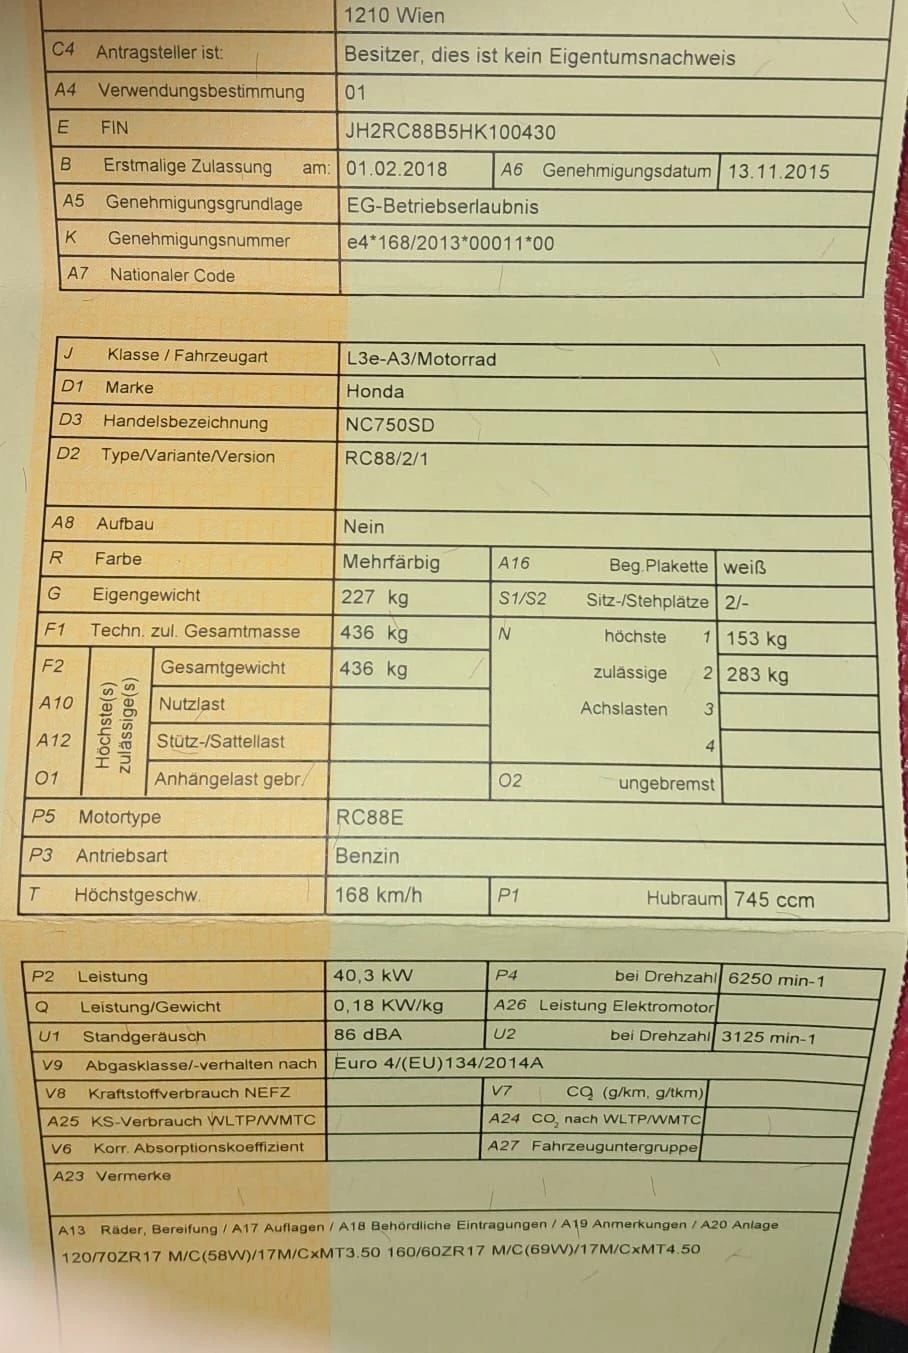 1210 Wien
C4 Antragsteller ist: Besitzer, dies ist kein Eigentumsnachweis
A4 Verwendungsbestimmung 01
E FIN JH2RC88B5HK100430
B Erstmalige Zulassung am: 01.02.2018 A6 Genehmigungsdatum 13.11.2015
A5 Genehmigungsgrundlage EG-Betriebserlaubnis
K Genehmigungsnummer e4*168/2013*00011*00
A7 Nationaler Code
J Klasse / Fahrzeugart L3e-A3/Motorrad
D1 Marke Honda
D3 Handelsbezeichnung NC750SD
D2 Type/Variante/Version RC88/2/1
A8 Aufbau Nein
R Farbe Mehrfärbig A16 Beg.Plakette weiß
G Eigengewicht 227 kg S1/S2 Sitz-/Stehplätze 2/-
F1 Techn. zul. Gesamtmasse 436 kg N höchste 1 153 kg
F2 Höchste(s) zulässige(s) Gesamtgewicht 436 kg zulässige 2 283 kg
A10 Nutzlast Achslasten 3
A12 Stütz-/Sattellast 4
O1 Anhängelast gebr. O2 ungebremst
P5 Motortype RC88E
P3 Antriebsart Benzin
T Höchstgeschw. 168 km/h P1 Hubraum 745 ccm
P2 Leistung 40,3 kW P4 bei Drehzahl 6250 min-1
Q Leistung/Gewicht 0,18 KW/kg A26 Leistung Elektromotor
U1 Standgeräusch 86 dBA U2 bei Drehzahl 3125 min-1
V9 Abgasklasse/-verhalten nach Euro 4/(EU)134/2014A
V8 Kraftstoffverbrauch NEFZ V7 CO2 (g/km, g/tkm)
A25 KS-Verbrauch WLTP/WMTC A24 CO2 nach WLTP/WMTC
V6 Korr. Absorptionskoeffizient A27 Fahrzeuguntergruppe
A23 Vermerke
A13 Räder, Bereifung / A17 Auflagen / A18 Behördliche Eintragungen / A19 Anmerkungen / A20 Anlage
120/70ZR17 M/C(58W)/17M/CxMT3.50 160/60ZR17 M/C(69W)/17M/CxMT4.50